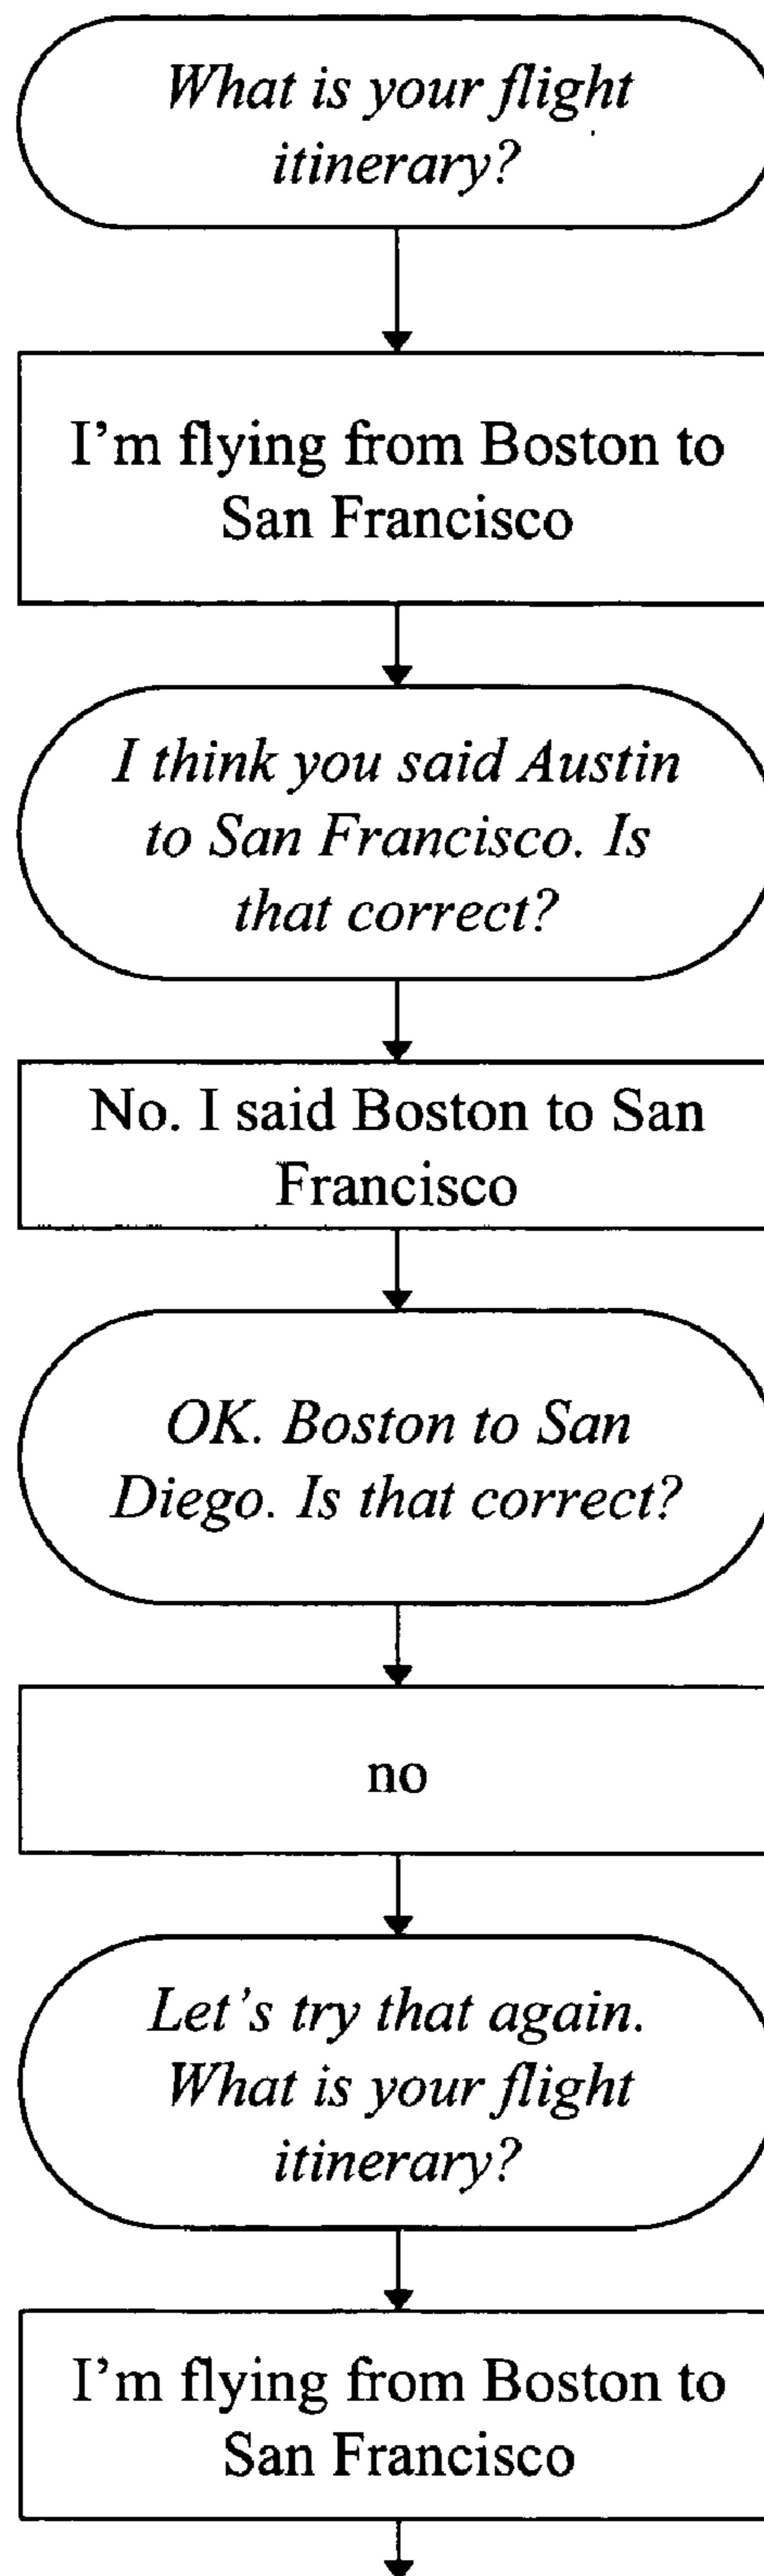 What is your flight
itinerary?
I'm flying from Boston to
San Francisco
I think you said Austin
to San Francisco. Is
that correct?
No. I said Boston to San
Francisco
OK. Boston to San
Diego. Is that correct?
no
Let's try that again.
What is your flight
itinerary?
I'm flying from Boston to
San Francisco